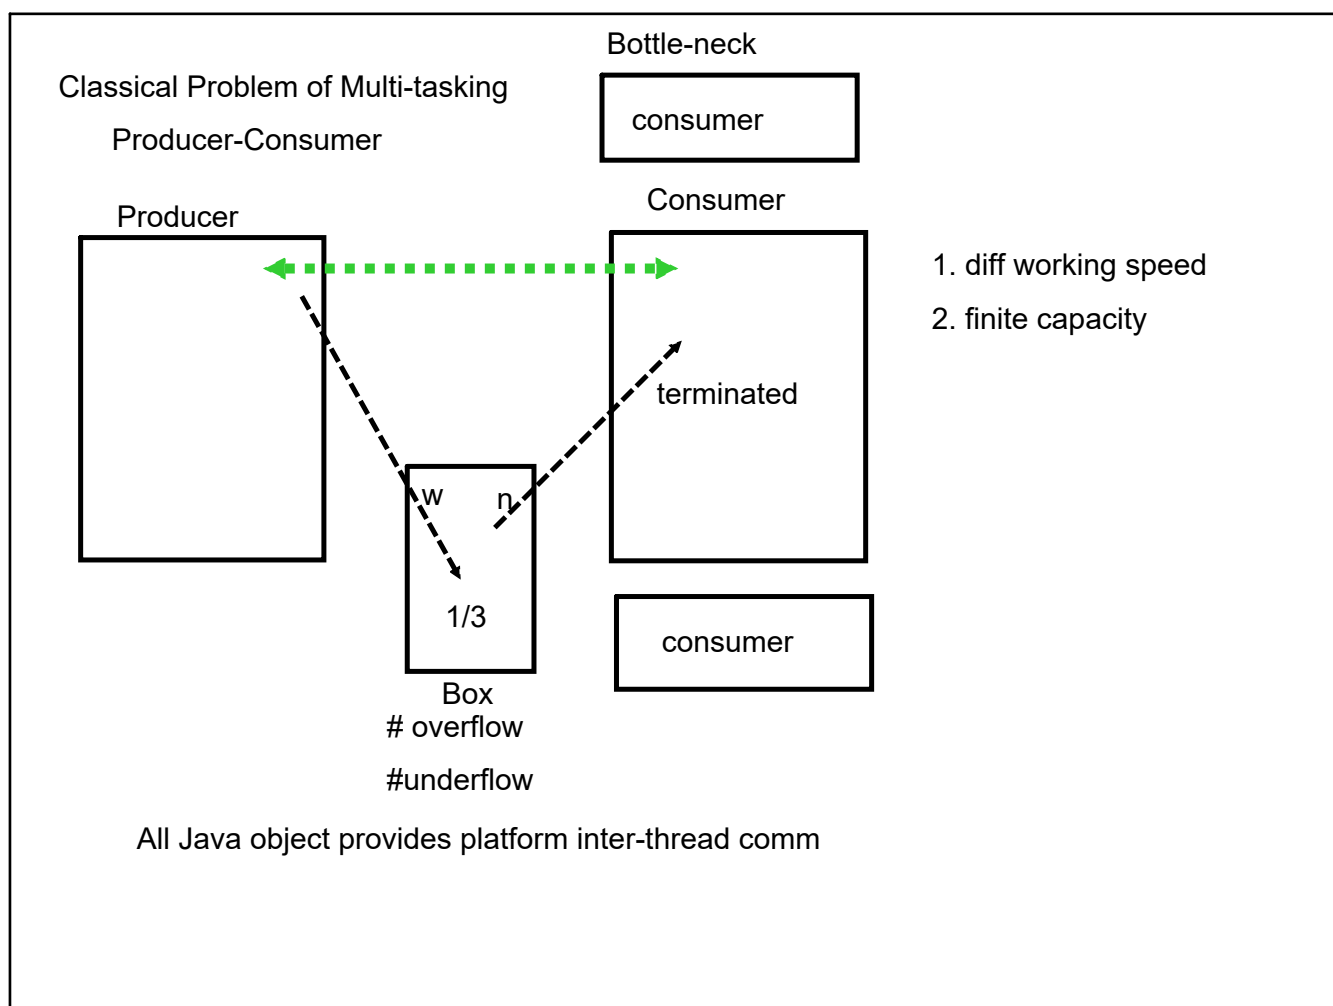 Bottle-neck
Classical Problem of Multi-tasking
consumer
Producer-Consumer
Consumer
Producer
1. diff working speed
2. finite capacity
terminated
w
n
1/3
consumer
Box
# overflow
#underflow
All Java object provides platform inter-thread comm